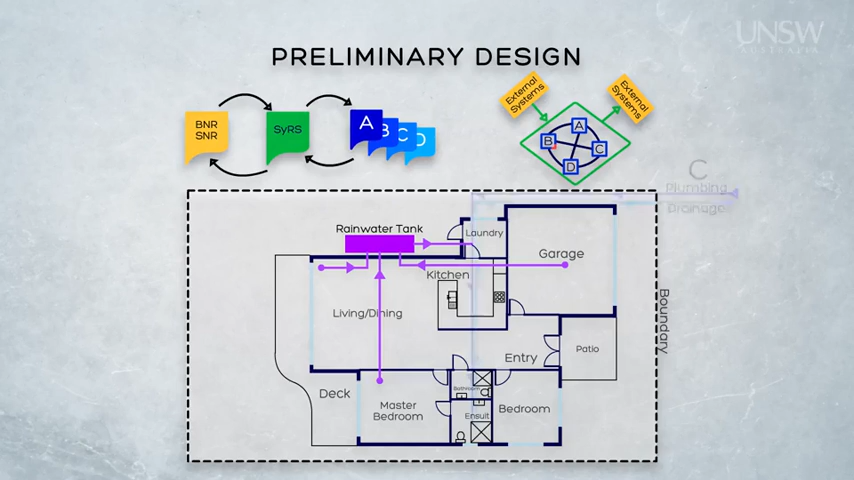 UNSW
AUSTRALIA
PRELIMINARY DESIGN
BNR
SNR
SyRS
A
B
C
D
External
Systems
External
Systems
A
B
C
D
C
Plumbing
Drainage
Rainwater Tank
Laundry
Garage
Kitchen
Living/Dining
Boundary
Entry
Patio
Deck
Master
Bedroom
Bathroom
Ensuit
Bedroom